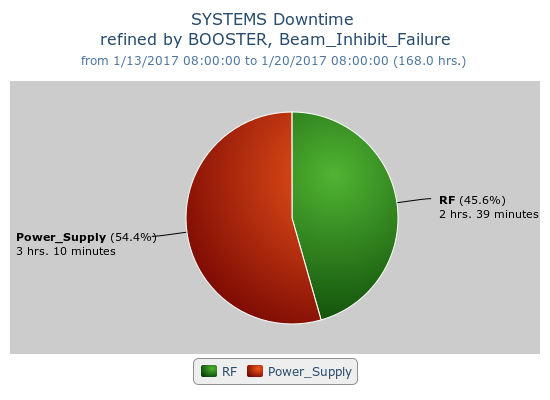 SYSTEMS Downtime
refined by BOOSTER, Beam_Inhibit_Failure
from 1/13/2017 08:00:00 to 1/20/2017 08:00:00 (168.0 hrs.)
RF (45.6%)
2 hrs. 39 minutes
Power_Supply (54.4%)
3 hrs. 10 minutes
RF Power_Supply